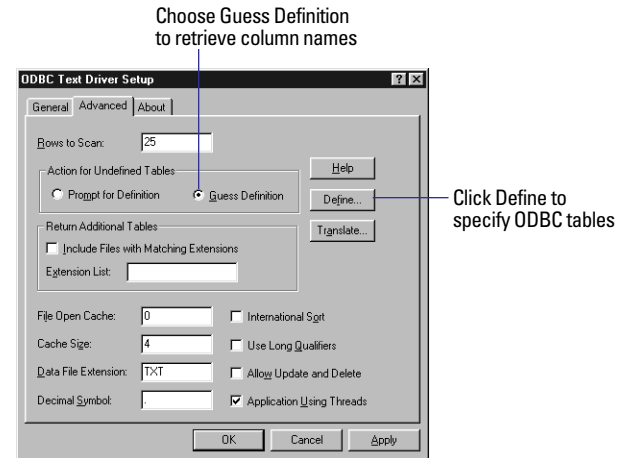 Choose Guess Definition
to retrieve column names
ODBC Text Driver Setup
General Advanced About
Rows to Scan: 25
Action for Undefined Tables
Prompt for Definition Guess Definition
Help
Define...
Translate...
Click Define to
specify ODBC tables
Return Additional Tables
Include Files with Matching Extensions
Extension List:
File Open Cache: 0
International Sort
Cache Size: 4
Use Long Qualifiers
Data File Extension: TXT
Allow Update and Delete
Decimal Symbol: .
Application Using Threads
OK Cancel Apply